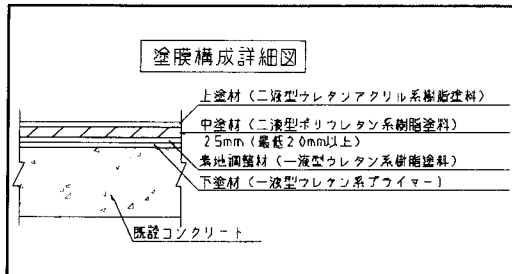 塗膜構成詳細図
上塗材（二液型ウレタンアクリル系樹脂塗料）
中塗材（二液型ポリウレタン系樹脂塗料）
25mm（最低20mm以上）
素地調整材（一液型ウレタン系樹脂塗料）
下塗材（一液型ウレタン系プライマー）
既設コンクリート